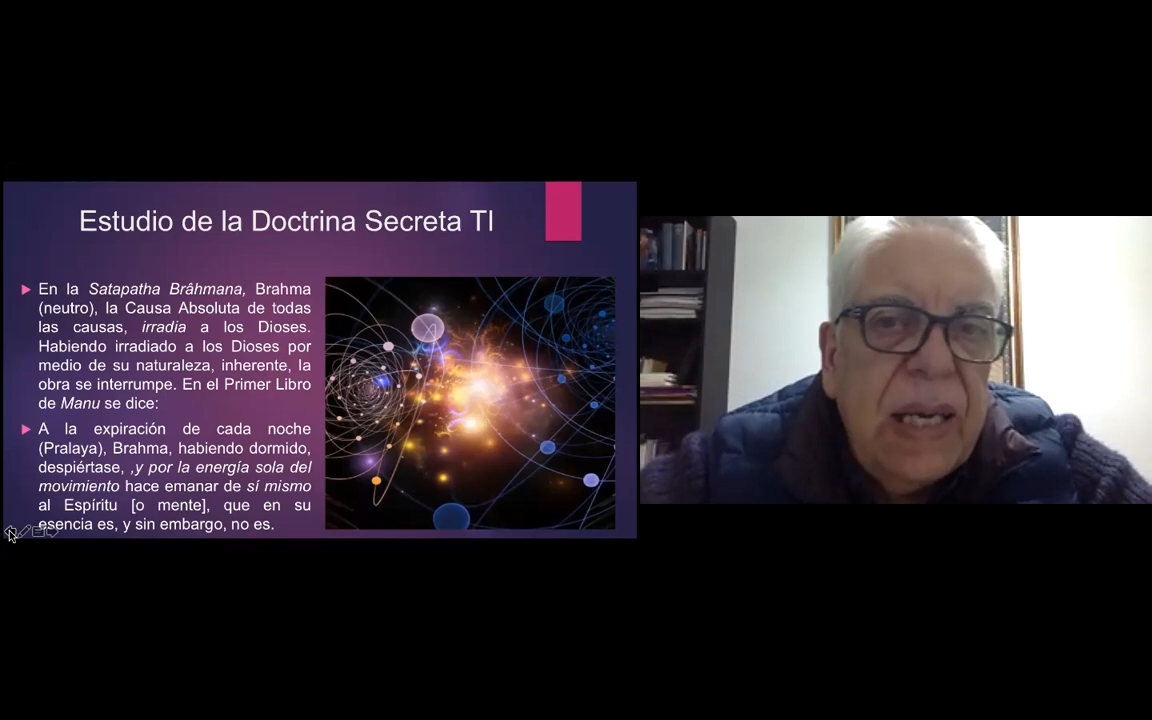 Estudio de la Doctrina Secreta TI
En la Satapatha Brâhmana, Brahma
(neutro), la Causa Absoluta de todas
las causas, irradia a los Dioses.
Habiendo irradiado a los Dioses por
medio de su naturaleza, inherente, la
obra se interrumpe. En el Primer Libro
de Manu se dice:
A la expiración de cada noche
(Pralaya), Brahma, habiendo dormido,
despiértase, ,y por la energía sola del
movimiento hace emanar de sí mismo
al Espíritu [o mente], que en su
esencia es, y sin embargo, no es.